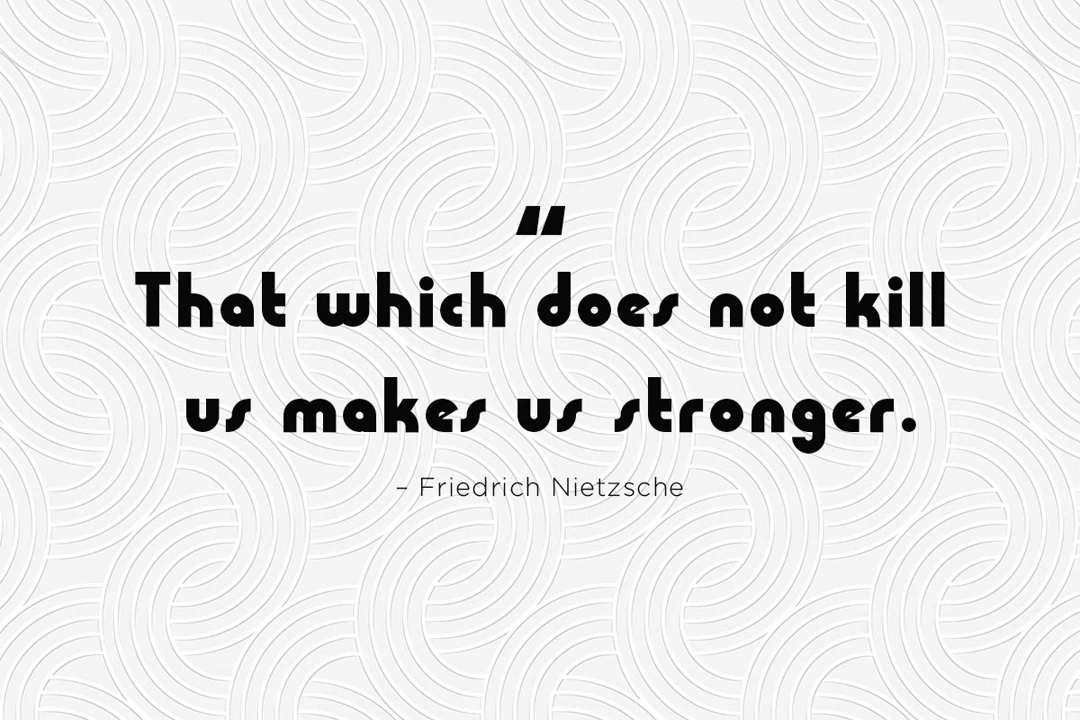 “
That which does not kill
us makes us stronger.
– Friedrich Nietzsche